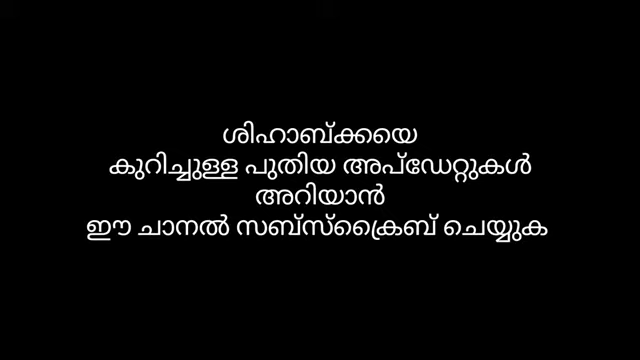 ശിഹാബ്ക്കയെ
കുറിച്ചുള്ള പുതിയ അപ്ഡേറ്റുകൾ
അറിയാൻ
ഈ ചാനൽ സബ്സ്ക്രൈബ് ചെയ്യുക